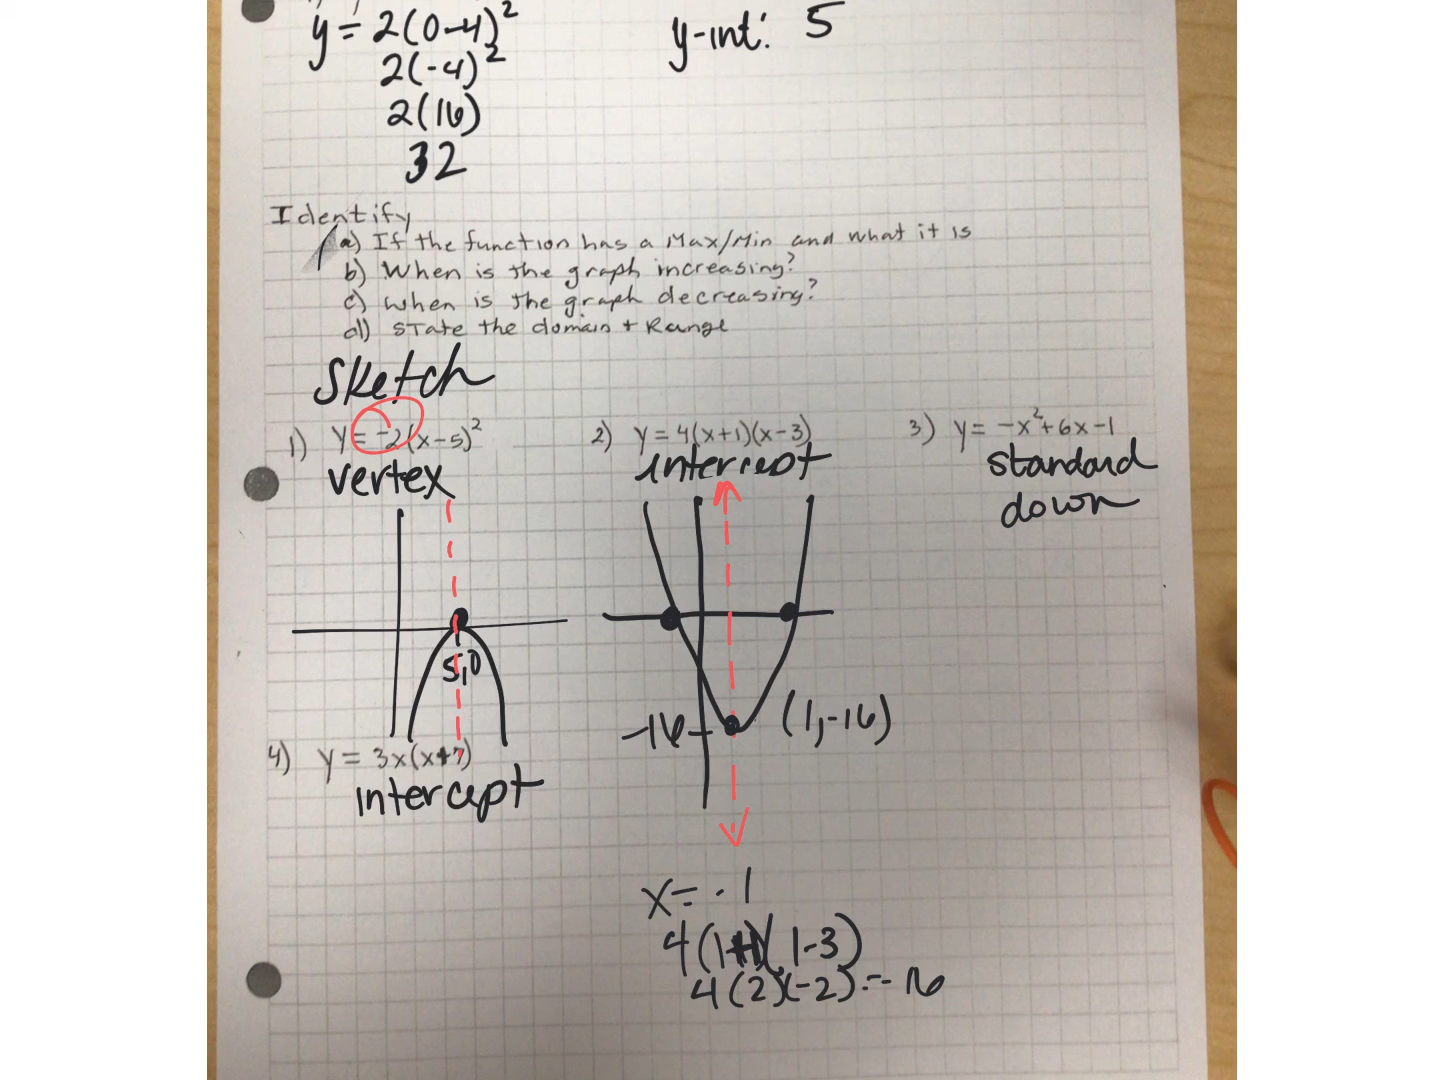 y = 2(0-4)²
2(-4)²
2(16)
32
y-int: 5
Identify
a) If the function has a Max/Min and what it is
b) When is the graph increasing?
c) when is the graph decreasing?
d) State the domain + Range
Sketch
1) y = -2(x-5)²
vertex
5,0
2) y = 4(x+1)(x-3)
intercept
-16
(1,-16)
x = 1
4(1+1)(1-3)
4(2)(-2) = -16
3) y = -x²+6x-1
standard
down
4) y = 3x(x+7)
intercept